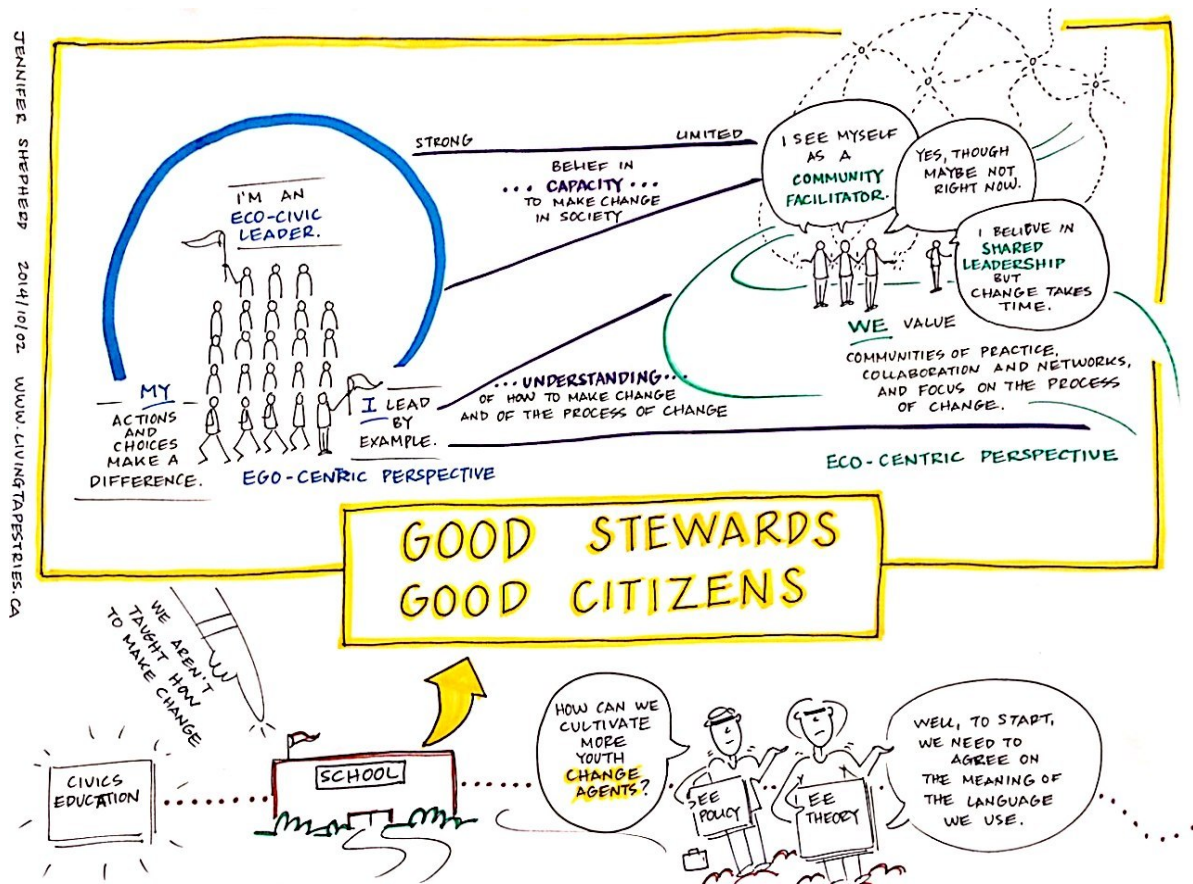 JENNIFER SHEPHERD 2014/10/02 WWW.LIVINGTAPESTRIES.CA
I'M AN
ECO-CIVIC
LEADER.
MY
ACTIONS
AND
CHOICES
MAKE A
DIFFERENCE.
I LEAD
BY
EXAMPLE.
EGO-CENTRIC PERSPECTIVE
STRONG LIMITED
BELIEF IN
... CAPACITY ...
TO MAKE CHANGE
IN SOCIETY
... UNDERSTANDING ...
OF HOW TO MAKE CHANGE
AND OF THE PROCESS OF CHANGE
I SEE MYSELF
AS A
COMMUNITY
FACILITATOR.
YES, THOUGH
MAYBE NOT
RIGHT NOW.
I BELIEVE IN
SHARED
LEADERSHIP
BUT
CHANGE TAKES
TIME.
WE VALUE
COMMUNITIES OF PRACTICE,
COLLABORATION AND NETWORKS,
AND FOCUS ON THE PROCESS
OF CHANGE.
ECO-CENTRIC PERSPECTIVE
GOOD STEWARDS
GOOD CITIZENS
WE AREN'T
TAUGHT HOW
TO MAKE CHANGE
CIVICS
EDUCATION
SCHOOL
HOW CAN WE
CULTIVATE
MORE
YOUTH
CHANGE
AGENTS?
SEE
POLICY
SEE
THEORY
WELL, TO START,
WE NEED TO
AGREE ON
THE MEANING OF
THE LANGUAGE
WE USE.